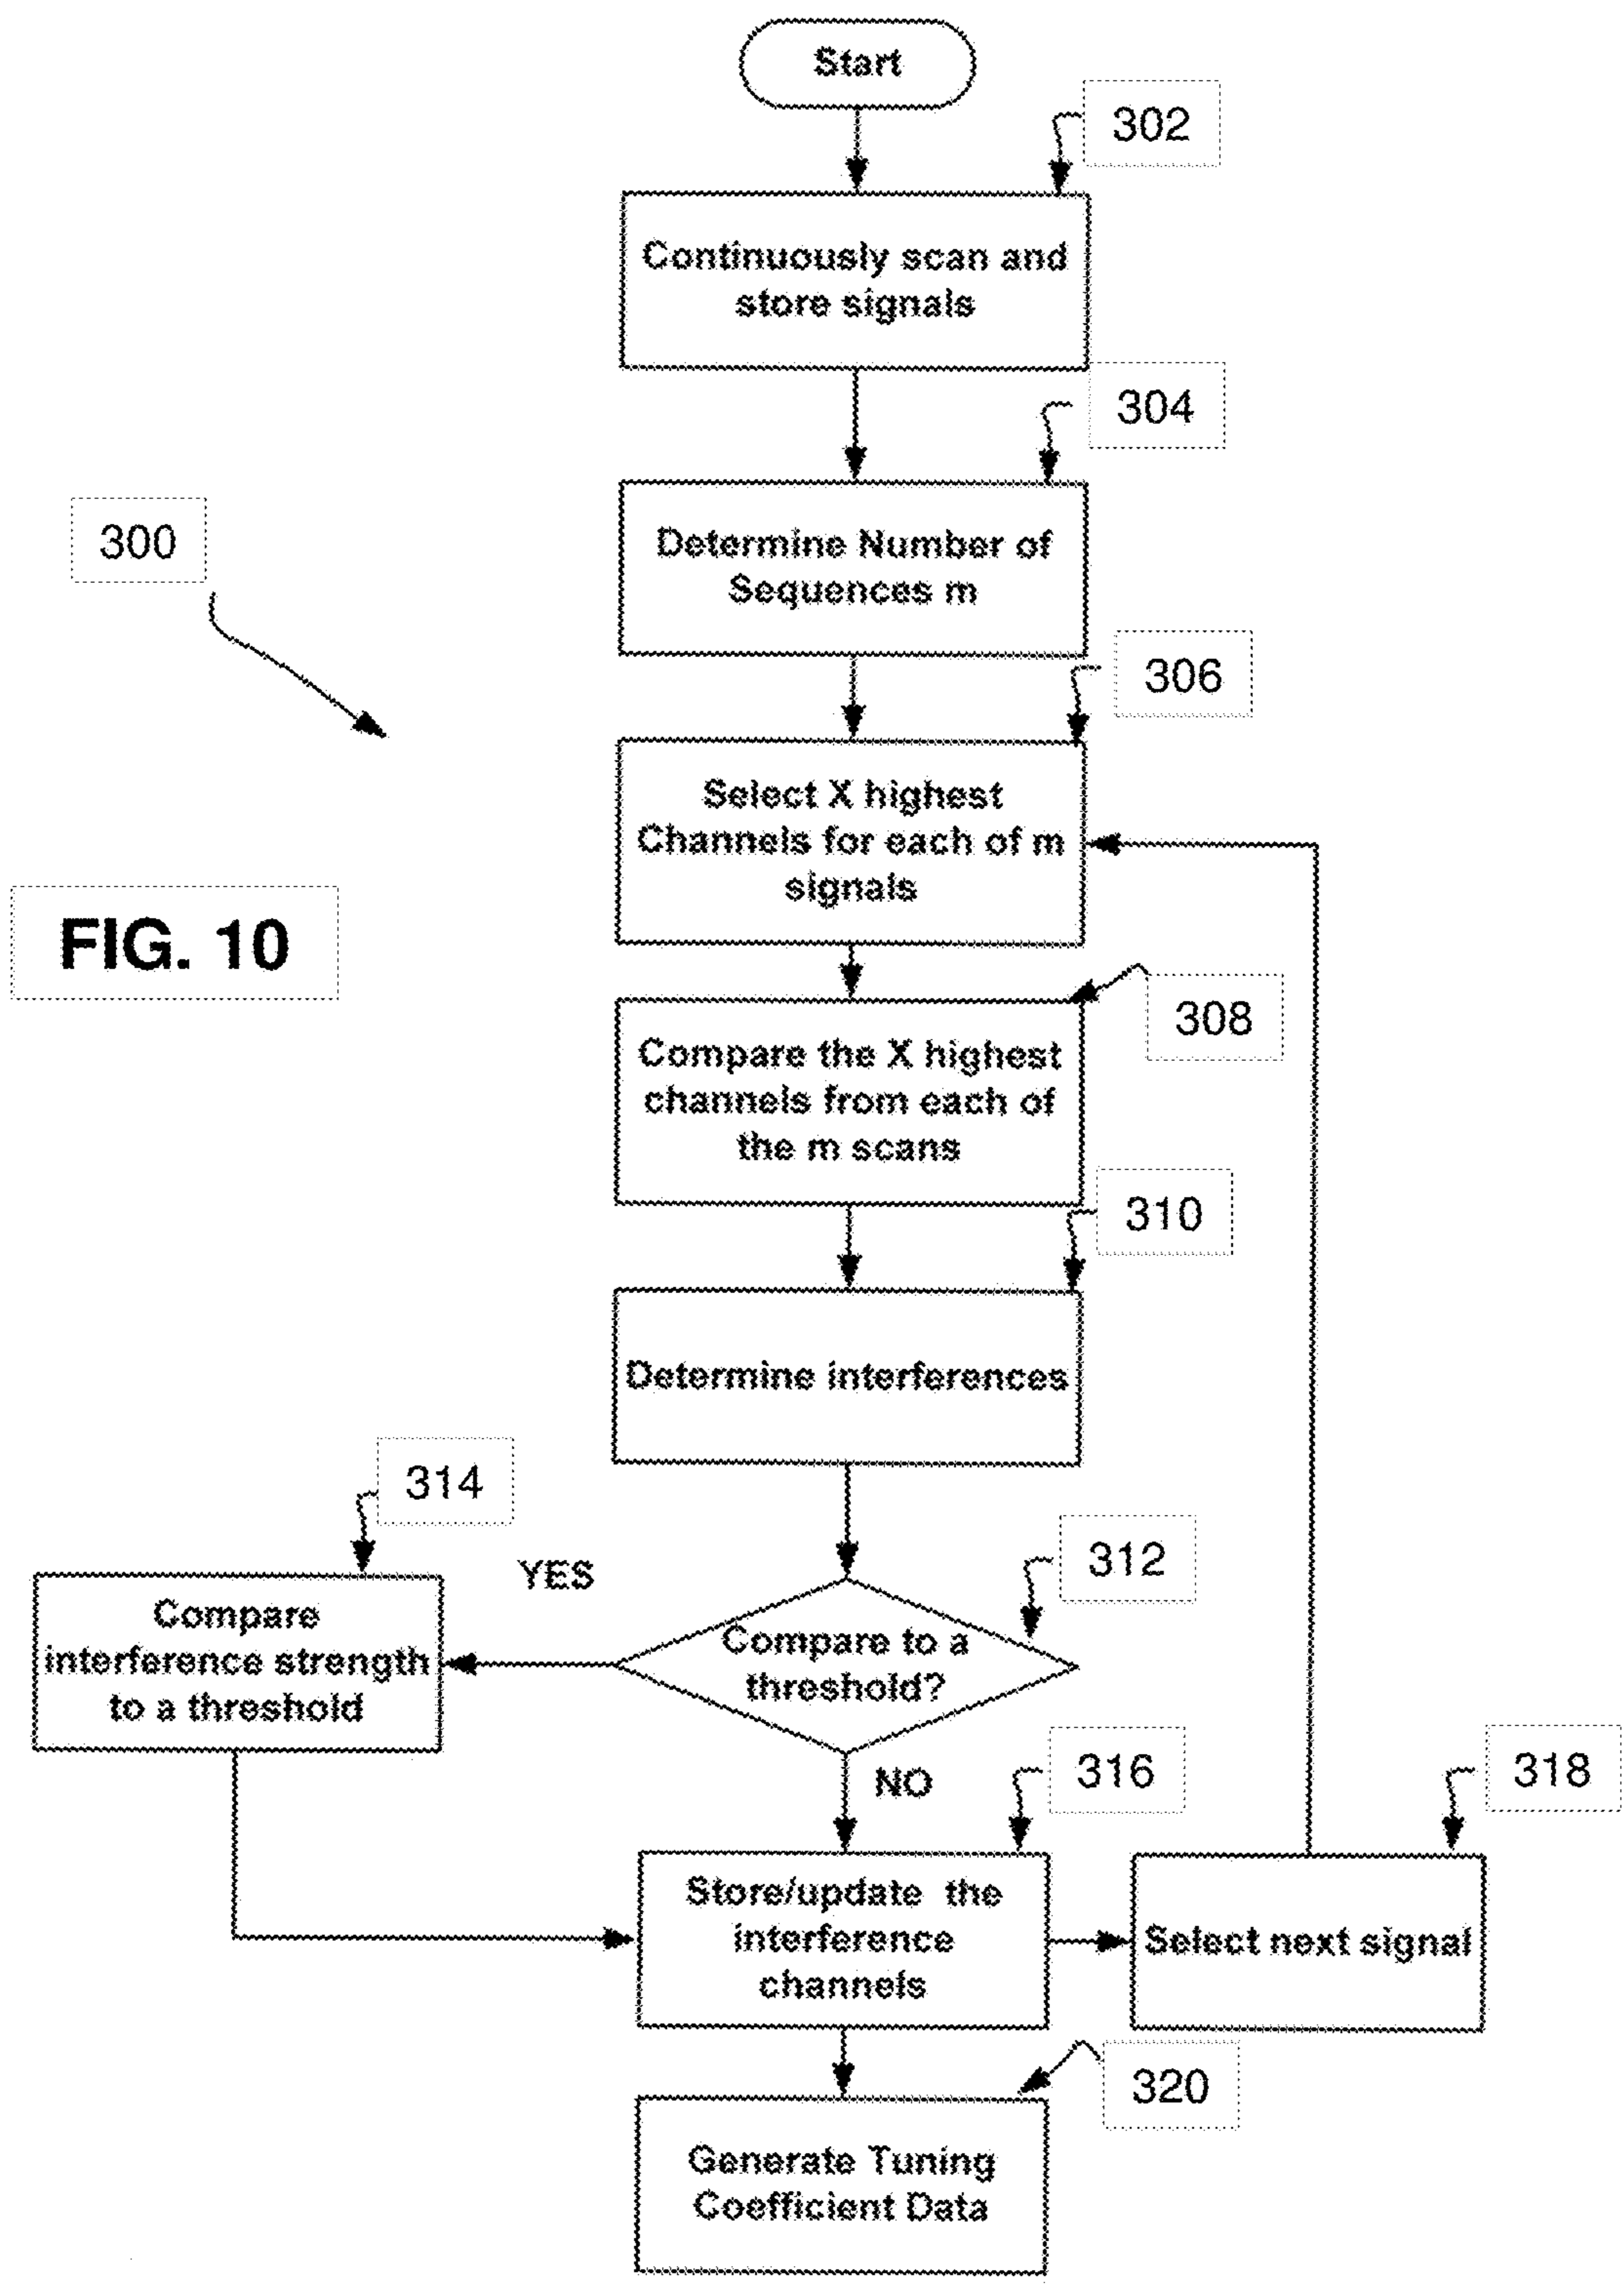 Start
302
Continuously scan and
store signals
304
Determine Number of
Sequences m
300
306
Select X highest
Channels for each of m
signals
FIG. 10
308
Compare the X highest
channels from each of
the m scans
310
Determine interferences
314
YES
312
Compare
interference strength
to a threshold
Compare to a
threshold?
NO
316
318
Store/update the
interference
channels
Select next signal
320
Generate Tuning
Coefficient Data